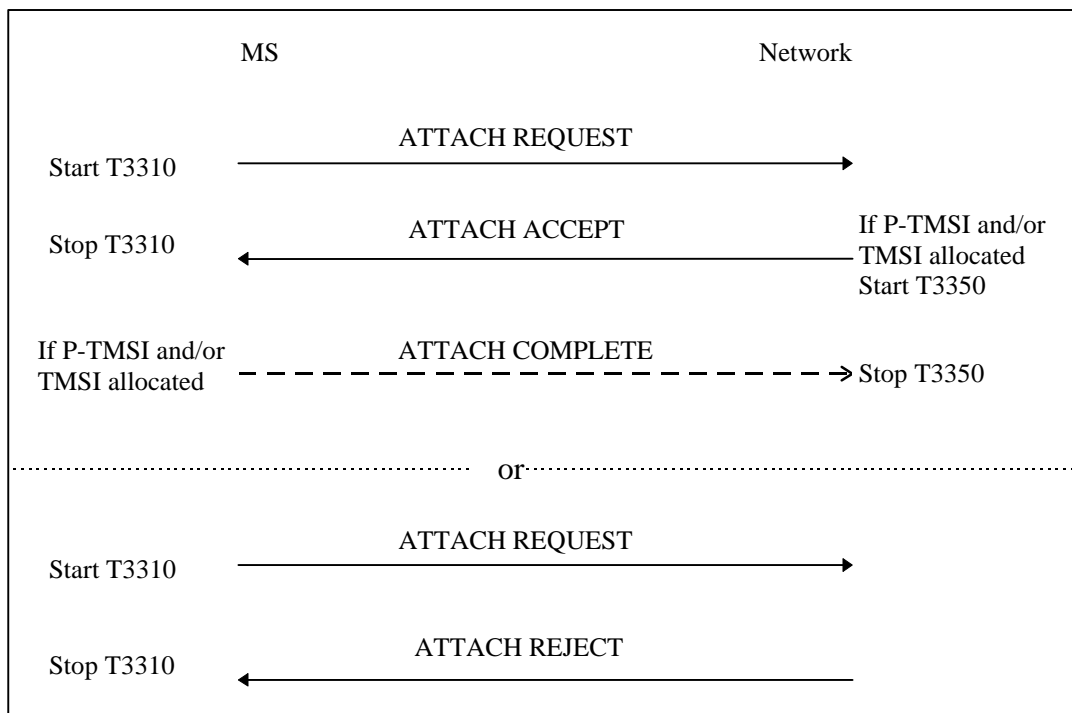 MS Network
ATTACH REQUEST
Start T3310
ATTACH ACCEPT
Stop T3310
If P-TMSI and/or
TMSI allocated
Start T3350
If P-TMSI and/or
TMSI allocated
ATTACH COMPLETE
Stop T3350
or
ATTACH REQUEST
Start T3310
ATTACH REJECT
Stop T3310